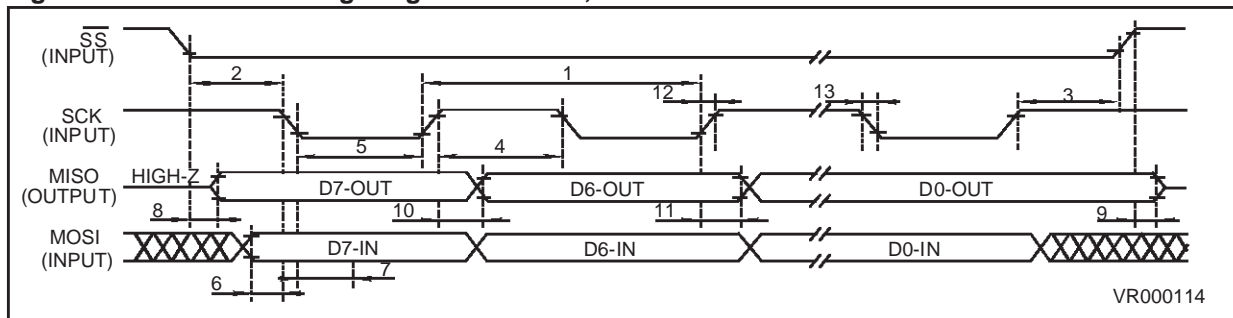 SS
(INPUT)
2
1
12
13
3
SCK
(INPUT)
5
4
MISO
(OUTPUT)
HIGH-Z
D7-OUT
D6-OUT
D0-OUT
8
10
11
9
MOSI
(INPUT)
D7-IN
D6-IN
D0-IN
6
7
VR000114